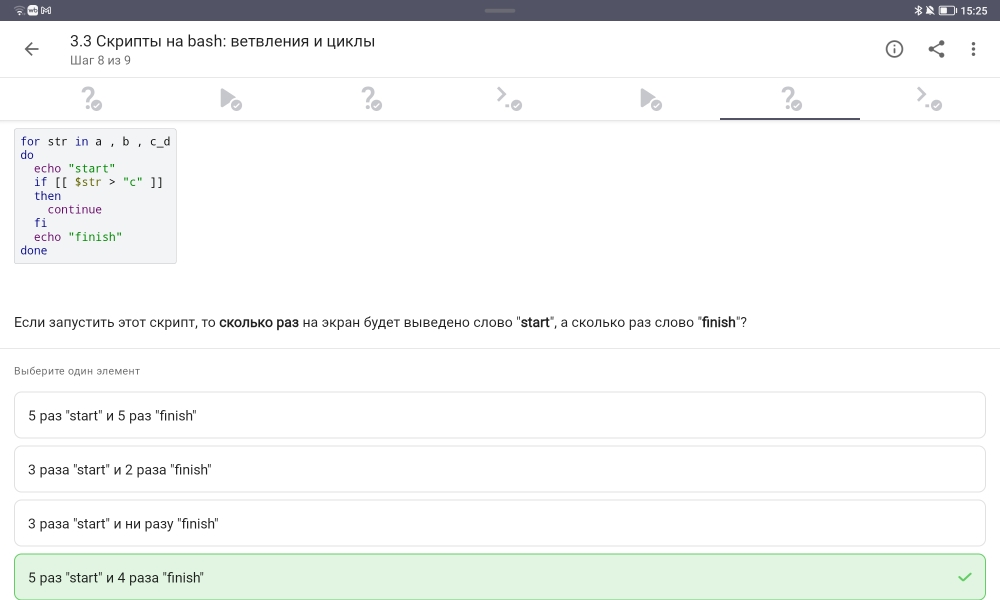 15:25
3.3 Скрипты на bash: ветвления и циклы
Шаг 8 из 9
for str in a , b , c_d
do
echo "start"
if [[ $str > "c" ]]
then
continue
fi
echo "finish"
done
Если запустить этот скрипт, то сколько раз на экран будет выведено слово "start", а сколько раз слово "finish"?
Выберите один элемент
5 раз "start" и 5 раз "finish"
3 раза "start" и 2 раза "finish"
3 раза "start" и ни разу "finish"
5 раз "start" и 4 раза "finish"